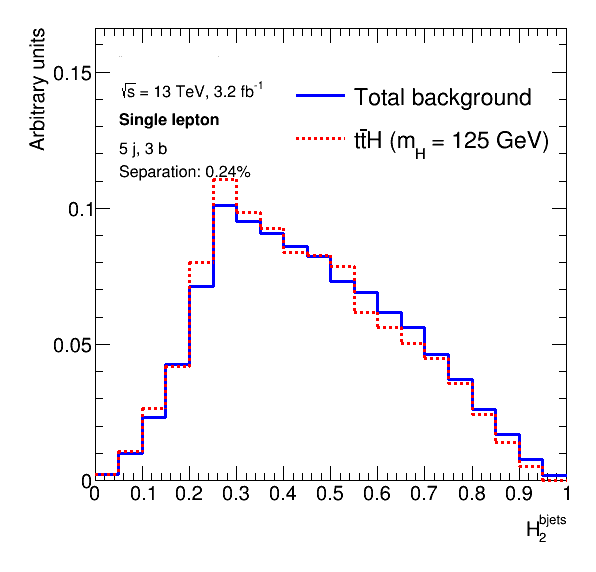 Arbitrary units
0.15
0.1
0.05
0
√s = 13 TeV, 3.2 fb⁻¹
Single lepton
5 j, 3 b
Separation: 0.24%
Total background
tt̄H (m_H = 125 GeV)
0 0.1 0.2 0.3 0.4 0.5 0.6 0.7 0.8 0.9 1
H₂^bjets